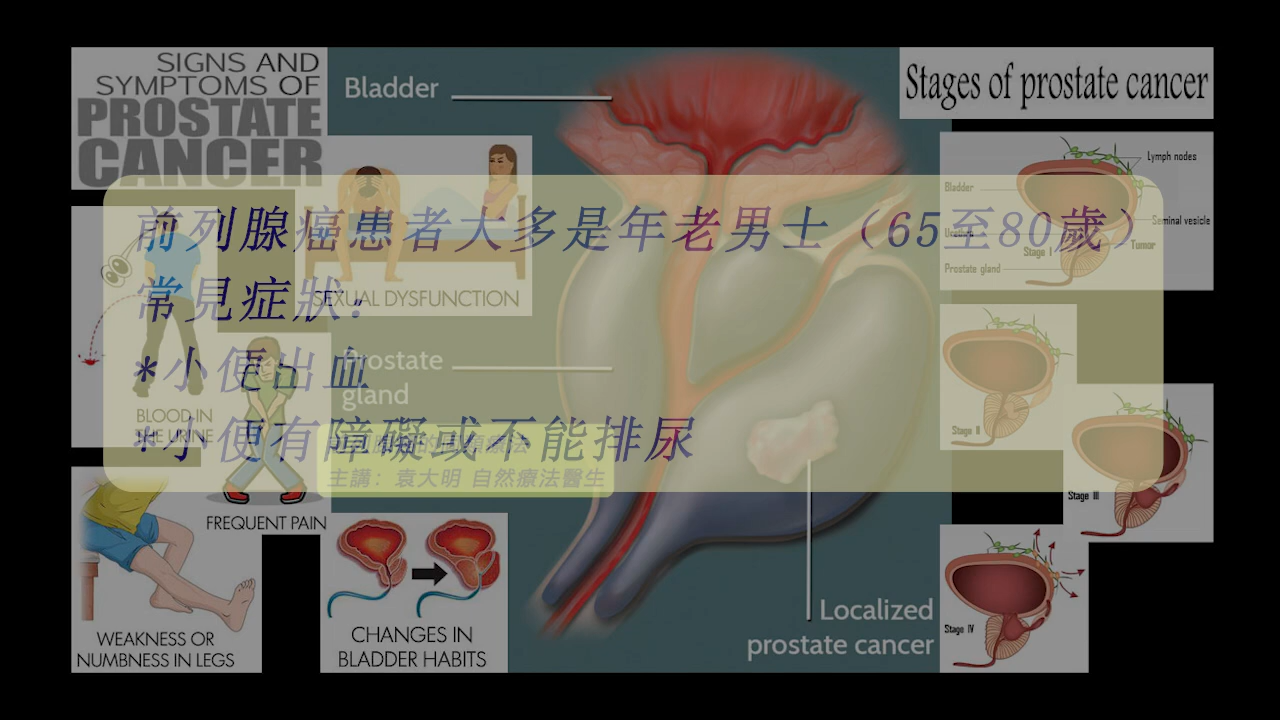 SIGNS AND
SYMPTOMS OF
PROSTATE
CANCER
Bladder
Stages of prostate cancer
Lymph nodes
Bladder
Seminal vesicle
Tumor
Stage I
Prostate gland
前列腺癌患者大多是年老男士（65至80歲）
常見症狀：
*小便出血
*小便有障礙或不能排尿
SEXUAL DYSFUNCTION
Prostate
gland
BLOOD IN
THE URINE
主講：袁大明 自然療法醫生
FREQUENT PAIN
Stage II
Stage III
Stage IV
WEAKNESS OR
NUMBNESS IN LEGS
CHANGES IN
BLADDER HABITS
Localized
prostate cancer